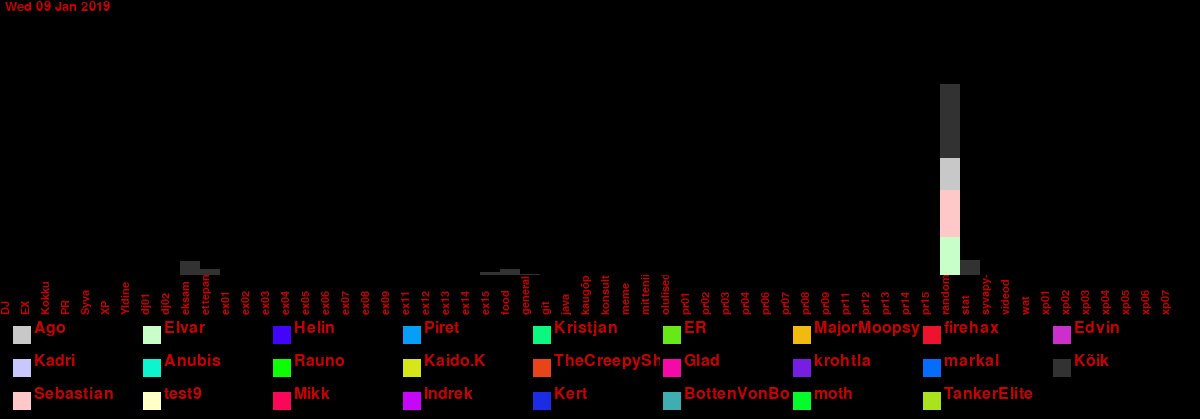 Wed 09 Jan 2019
DJ
EX
Kokku
PR
Syva
XP
Yldine
dj01
dj02
eksam
ettepan
ex01
ex02
ex03
ex04
ex05
ex06
ex07
ex08
ex09
ex11
ex12
ex13
ex14
ex15
food
general
git
java
kaugõp
konsult
meme
mittenii
olulised
pr01
pr02
pr03
pr04
pr06
pr07
pr08
pr09
pr11
pr12
pr13
pr14
pr15
random
stat
syvapy-
videod
wat
xp01
xp02
xp03
xp04
xp05
xp06
xp07
Ago Elvar Helin Piret Kristjan ER MajorMoopsy firehax Edvin
Kadri Anubis Rauno Kaido.K TheCreepySh Glad krohtla markal Kõik
Sebastian test9 Mikk Indrek Kert BottenVonBo moth TankerElite